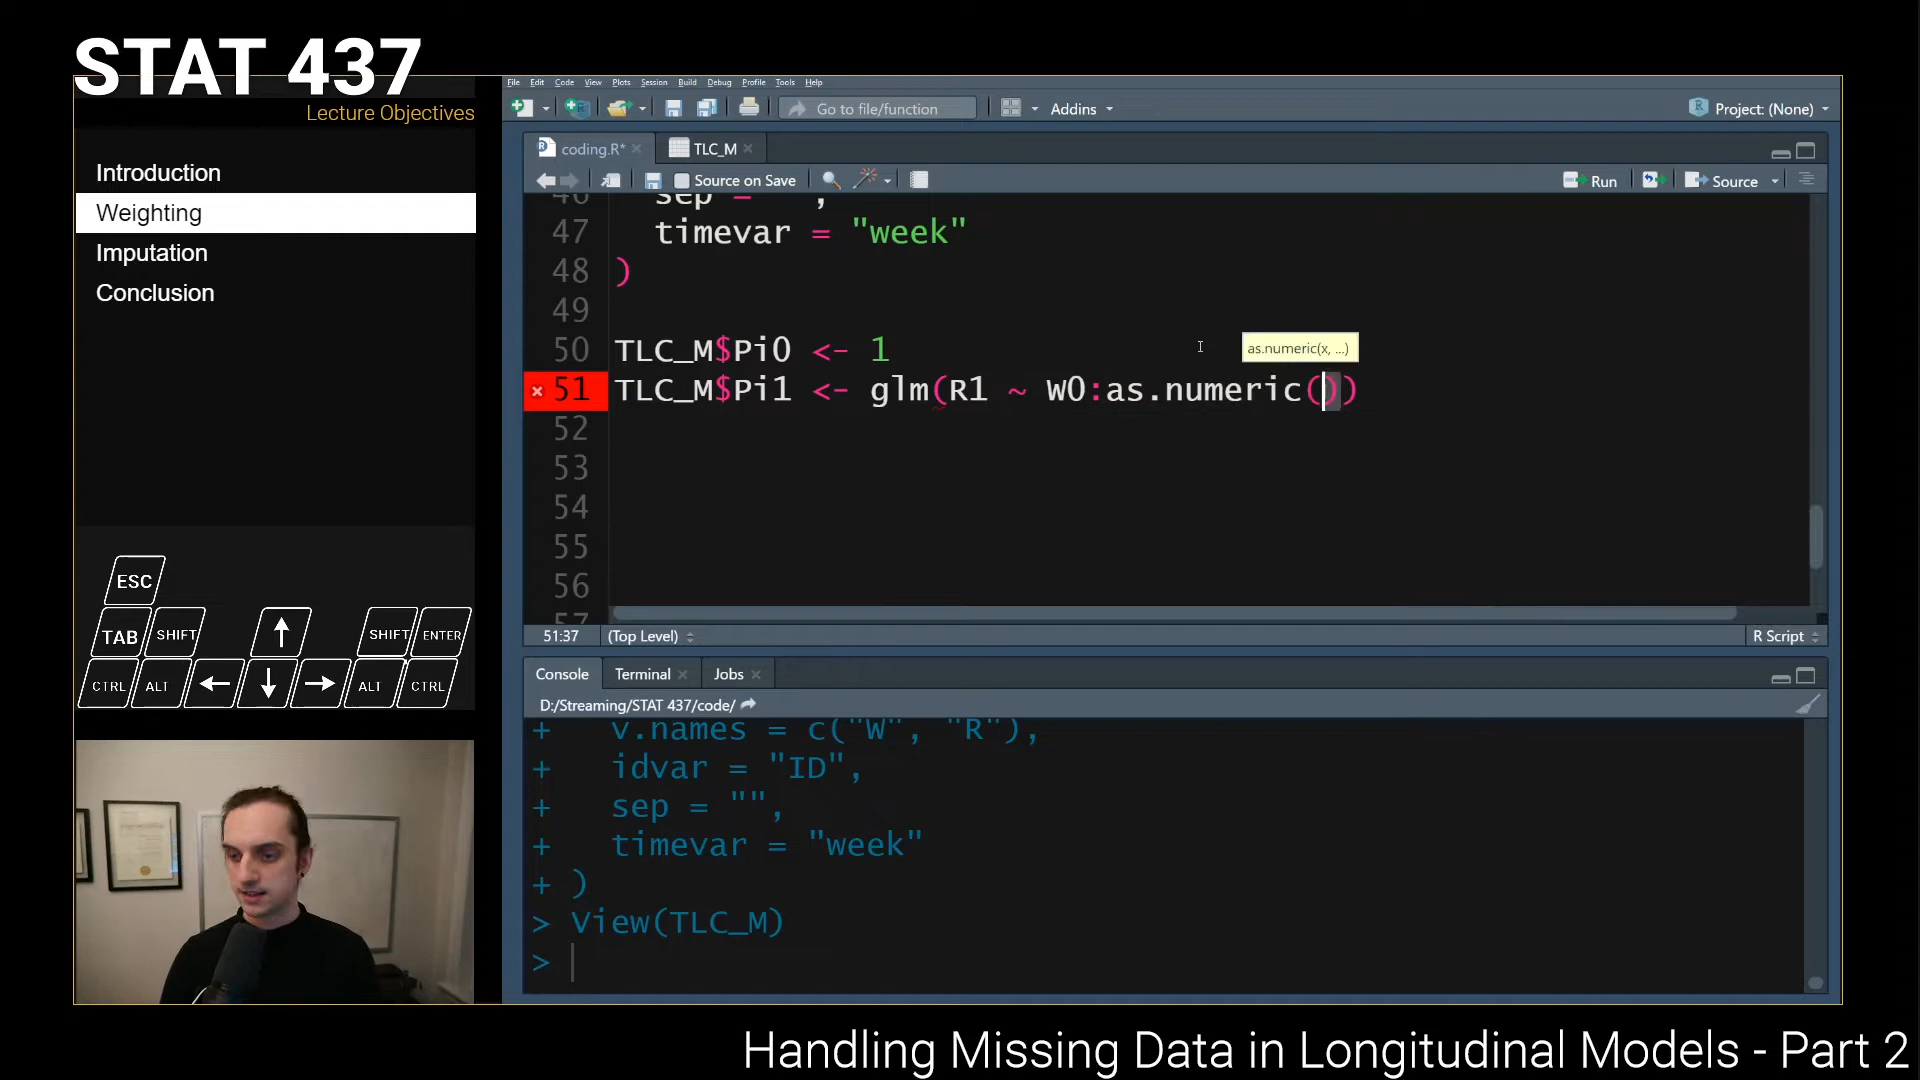 STAT 437
Lecture Objectives
Introduction
Weighting
Imputation
Conclusion
ESC
TAB SHIFT ↑ SHIFT ENTER
CTRL ALT ← ↓ → ALT CTRL
File Edit Code View Plots Session Build Debug Profile Tools Help
Go to file/function Addins Project: (None)
coding.R* TLC_M
Source on Save Run Source
46 sep = ,
47 timevar = "week"
48 )
49
50 TLC_M$Pi0 <- 1
as.numeric(x, ...)
51 TLC_M$Pi1 <- glm(R1 ~ W0:as.numeric())
52
53
54
55
56
57
51:37 (Top Level) R Script
Console Terminal Jobs
D:/Streaming/STAT 437/code/
+ v.names = c("W", "R"),
+ idvar = "ID",
+ sep = "",
+ timevar = "week"
+ )
> View(TLC_M)
>
Handling Missing Data in Longitudinal Models - Part 2